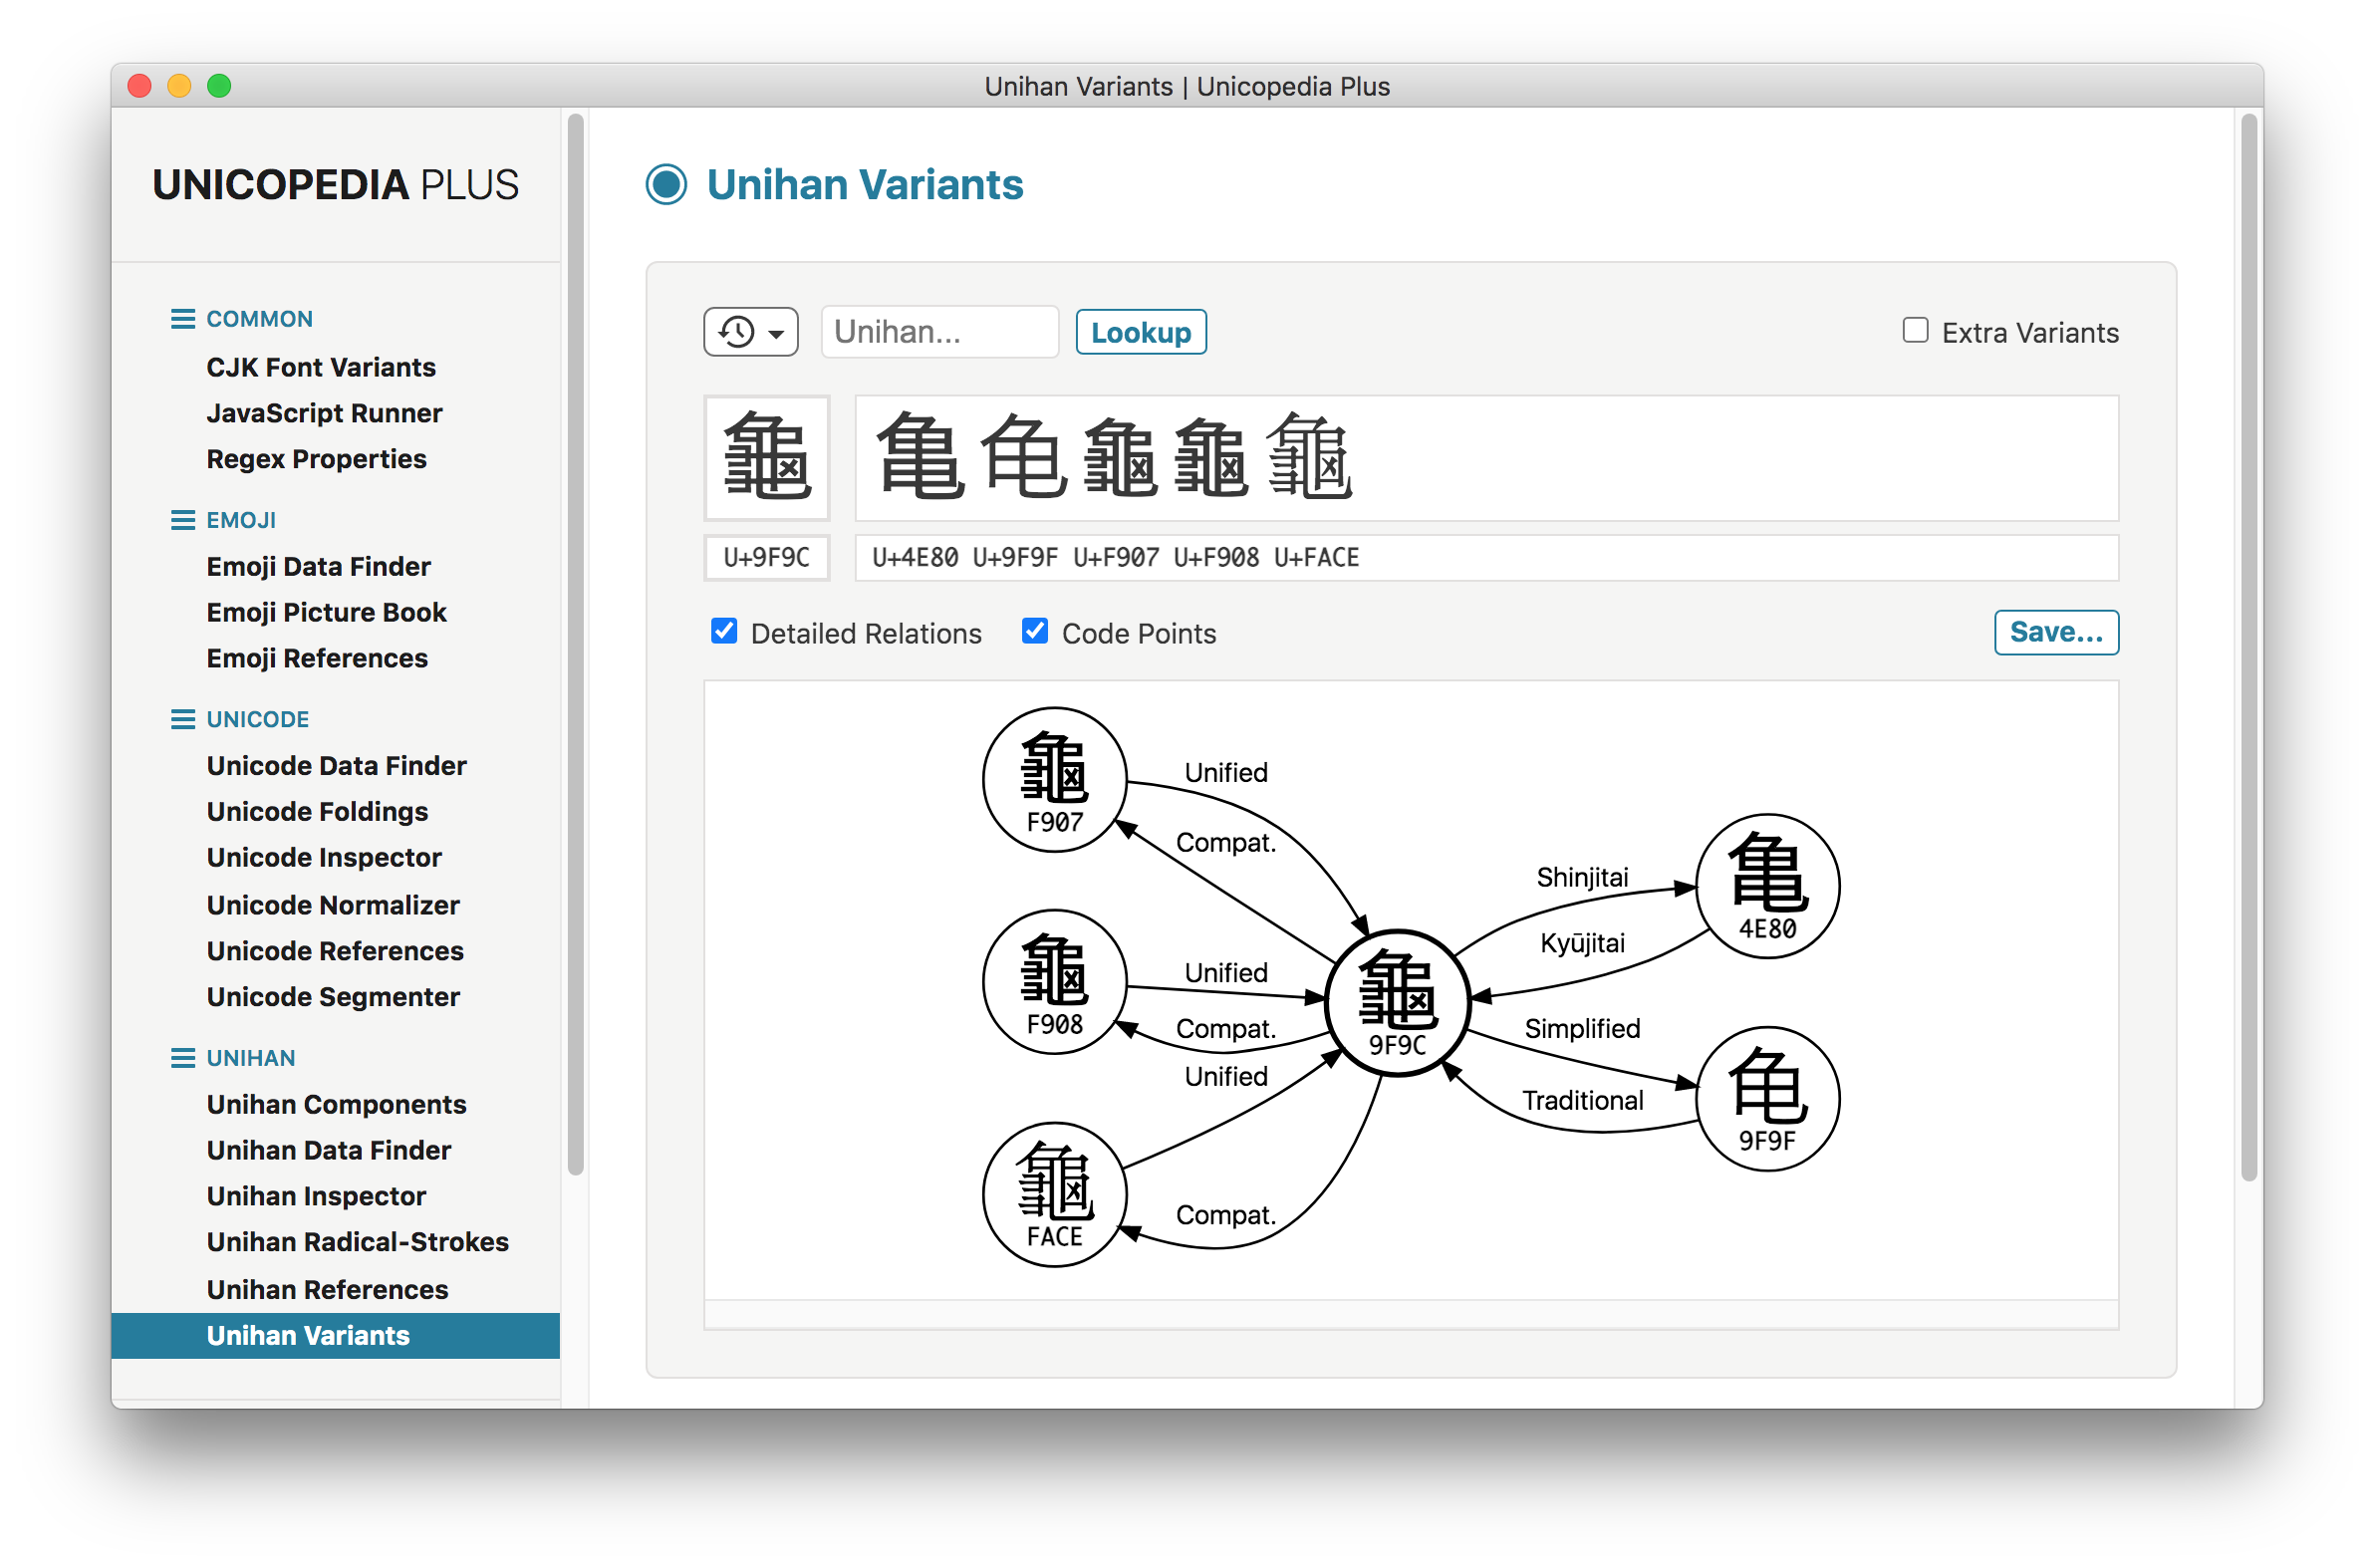 Unihan Variants | Unicopedia Plus
UNICOPEDIA PLUS
COMMON
CJK Font Variants
JavaScript Runner
Regex Properties
EMOJI
Emoji Data Finder
Emoji Picture Book
Emoji References
UNICODE
Unicode Data Finder
Unicode Foldings
Unicode Inspector
Unicode Normalizer
Unicode References
Unicode Segmenter
UNIHAN
Unihan Components
Unihan Data Finder
Unihan Inspector
Unihan Radical-Strokes
Unihan References
Unihan Variants
Unihan Variants
Unihan... Lookup Extra Variants
龜 亀 龟 龜 龜 龜
U+9F9C U+4E80 U+9F9F U+F907 U+F908 U+FACE
Detailed Relations Code Points Save...
龜
F907
Unified
Compat.
龜
F908
Unified
Compat.
Unified
龜
FACE
Compat.
龜
9F9C
Shinjitai
Kyūjitai
亀
4E80
Simplified
Traditional
龟
9F9F